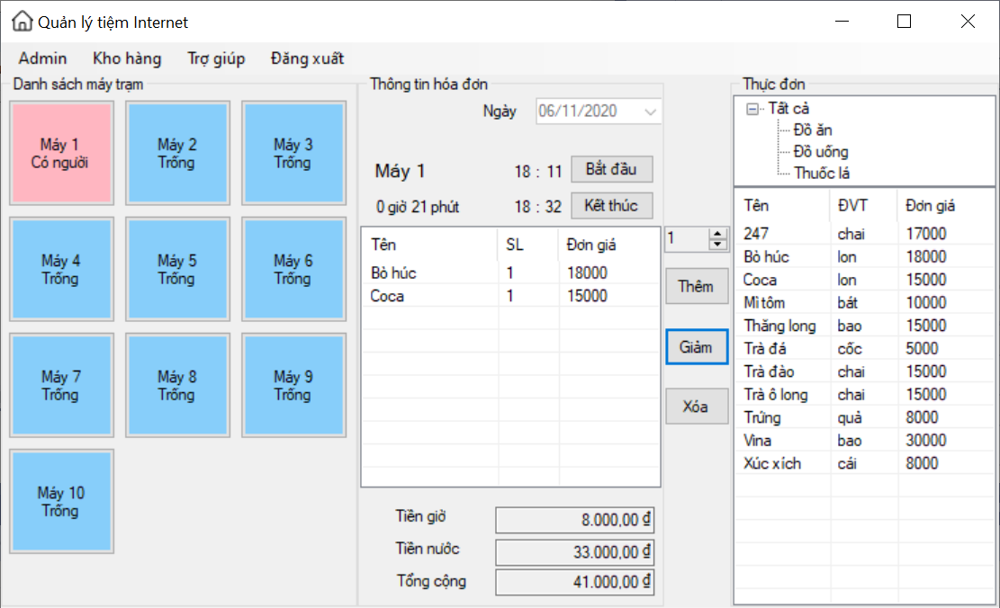 Quản lý tiệm Internet
Admin Kho hàng Trợ giúp Đăng xuất
Danh sách máy trạm
Máy 1
Có người
Máy 2
Trống
Máy 3
Trống
Máy 4
Trống
Máy 5
Trống
Máy 6
Trống
Máy 7
Trống
Máy 8
Trống
Máy 9
Trống
Máy 10
Trống
Thông tin hóa đơn
Ngày 06/11/2020
Máy 1 18 : 11 Bắt đầu
0 giờ 21 phút 18 : 32 Kết thúc
Tên SL Đơn giá
Bò húc 1 18000
Coca 1 15000
Tiền giờ 8.000,00 ₫
Tiền nước 33.000,00 ₫
Tổng cộng 41.000,00 ₫
1
Thêm
Giảm
Xóa
Thực đơn
Tất cả
Đồ ăn
Đồ uống
Thuốc lá
Tên ĐVT Đơn giá
247 chai 17000
Bò húc lon 18000
Coca lon 15000
Mì tôm bát 10000
Thăng long bao 15000
Trà đá cốc 5000
Trà đào chai 15000
Trà ô long chai 15000
Trứng quả 8000
Vina bao 30000
Xúc xích cái 8000